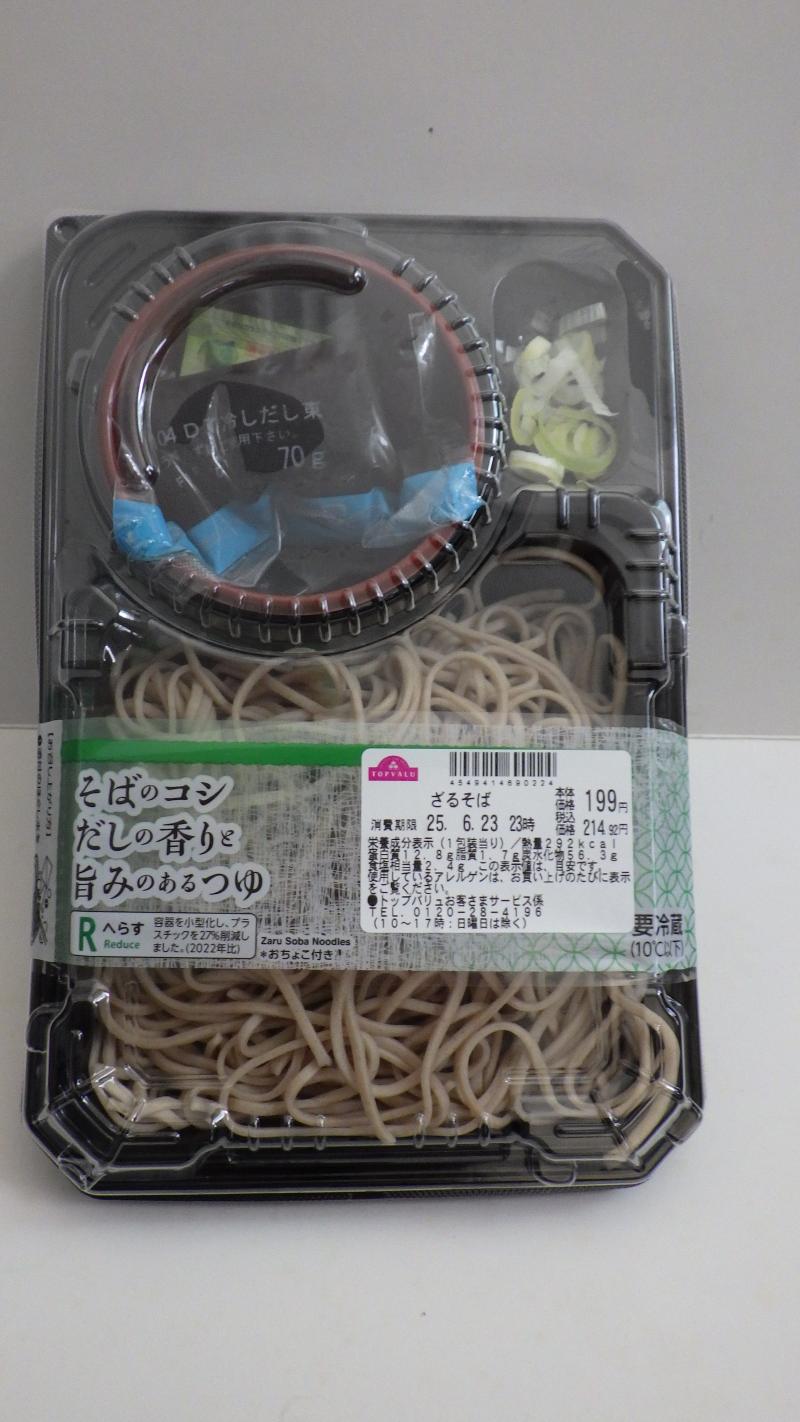 04 D 冷しだし東
用下さい。
70g
そばのコシ
だしの香りと
旨みのあるつゆ
R へらす
Reduce
容器を小型化し、プラ
スチックを27%削減し
ました。(2022年比)
Zaru Soba Noodles
*おちょこ付き
TOPVALU
4549414690224
ざるそば
本体
価格 199円
消費期限 25. 6.23 23時
税込
価格 214.92円
栄養成分表示(1包装当り)/熱量292kcal
蛋白質12.8g脂質1.7g炭水化物56.3g
食塩相当量2.4g、この表示値は、目安です。
使用しているアレルゲンは、お買い上げのたびに表示
をご覧ください。
●トップバリュお客さまサービス係
TEL.0120-28-4196
(10〜17時:日曜日は除く)
要冷蔵
(10℃以下)